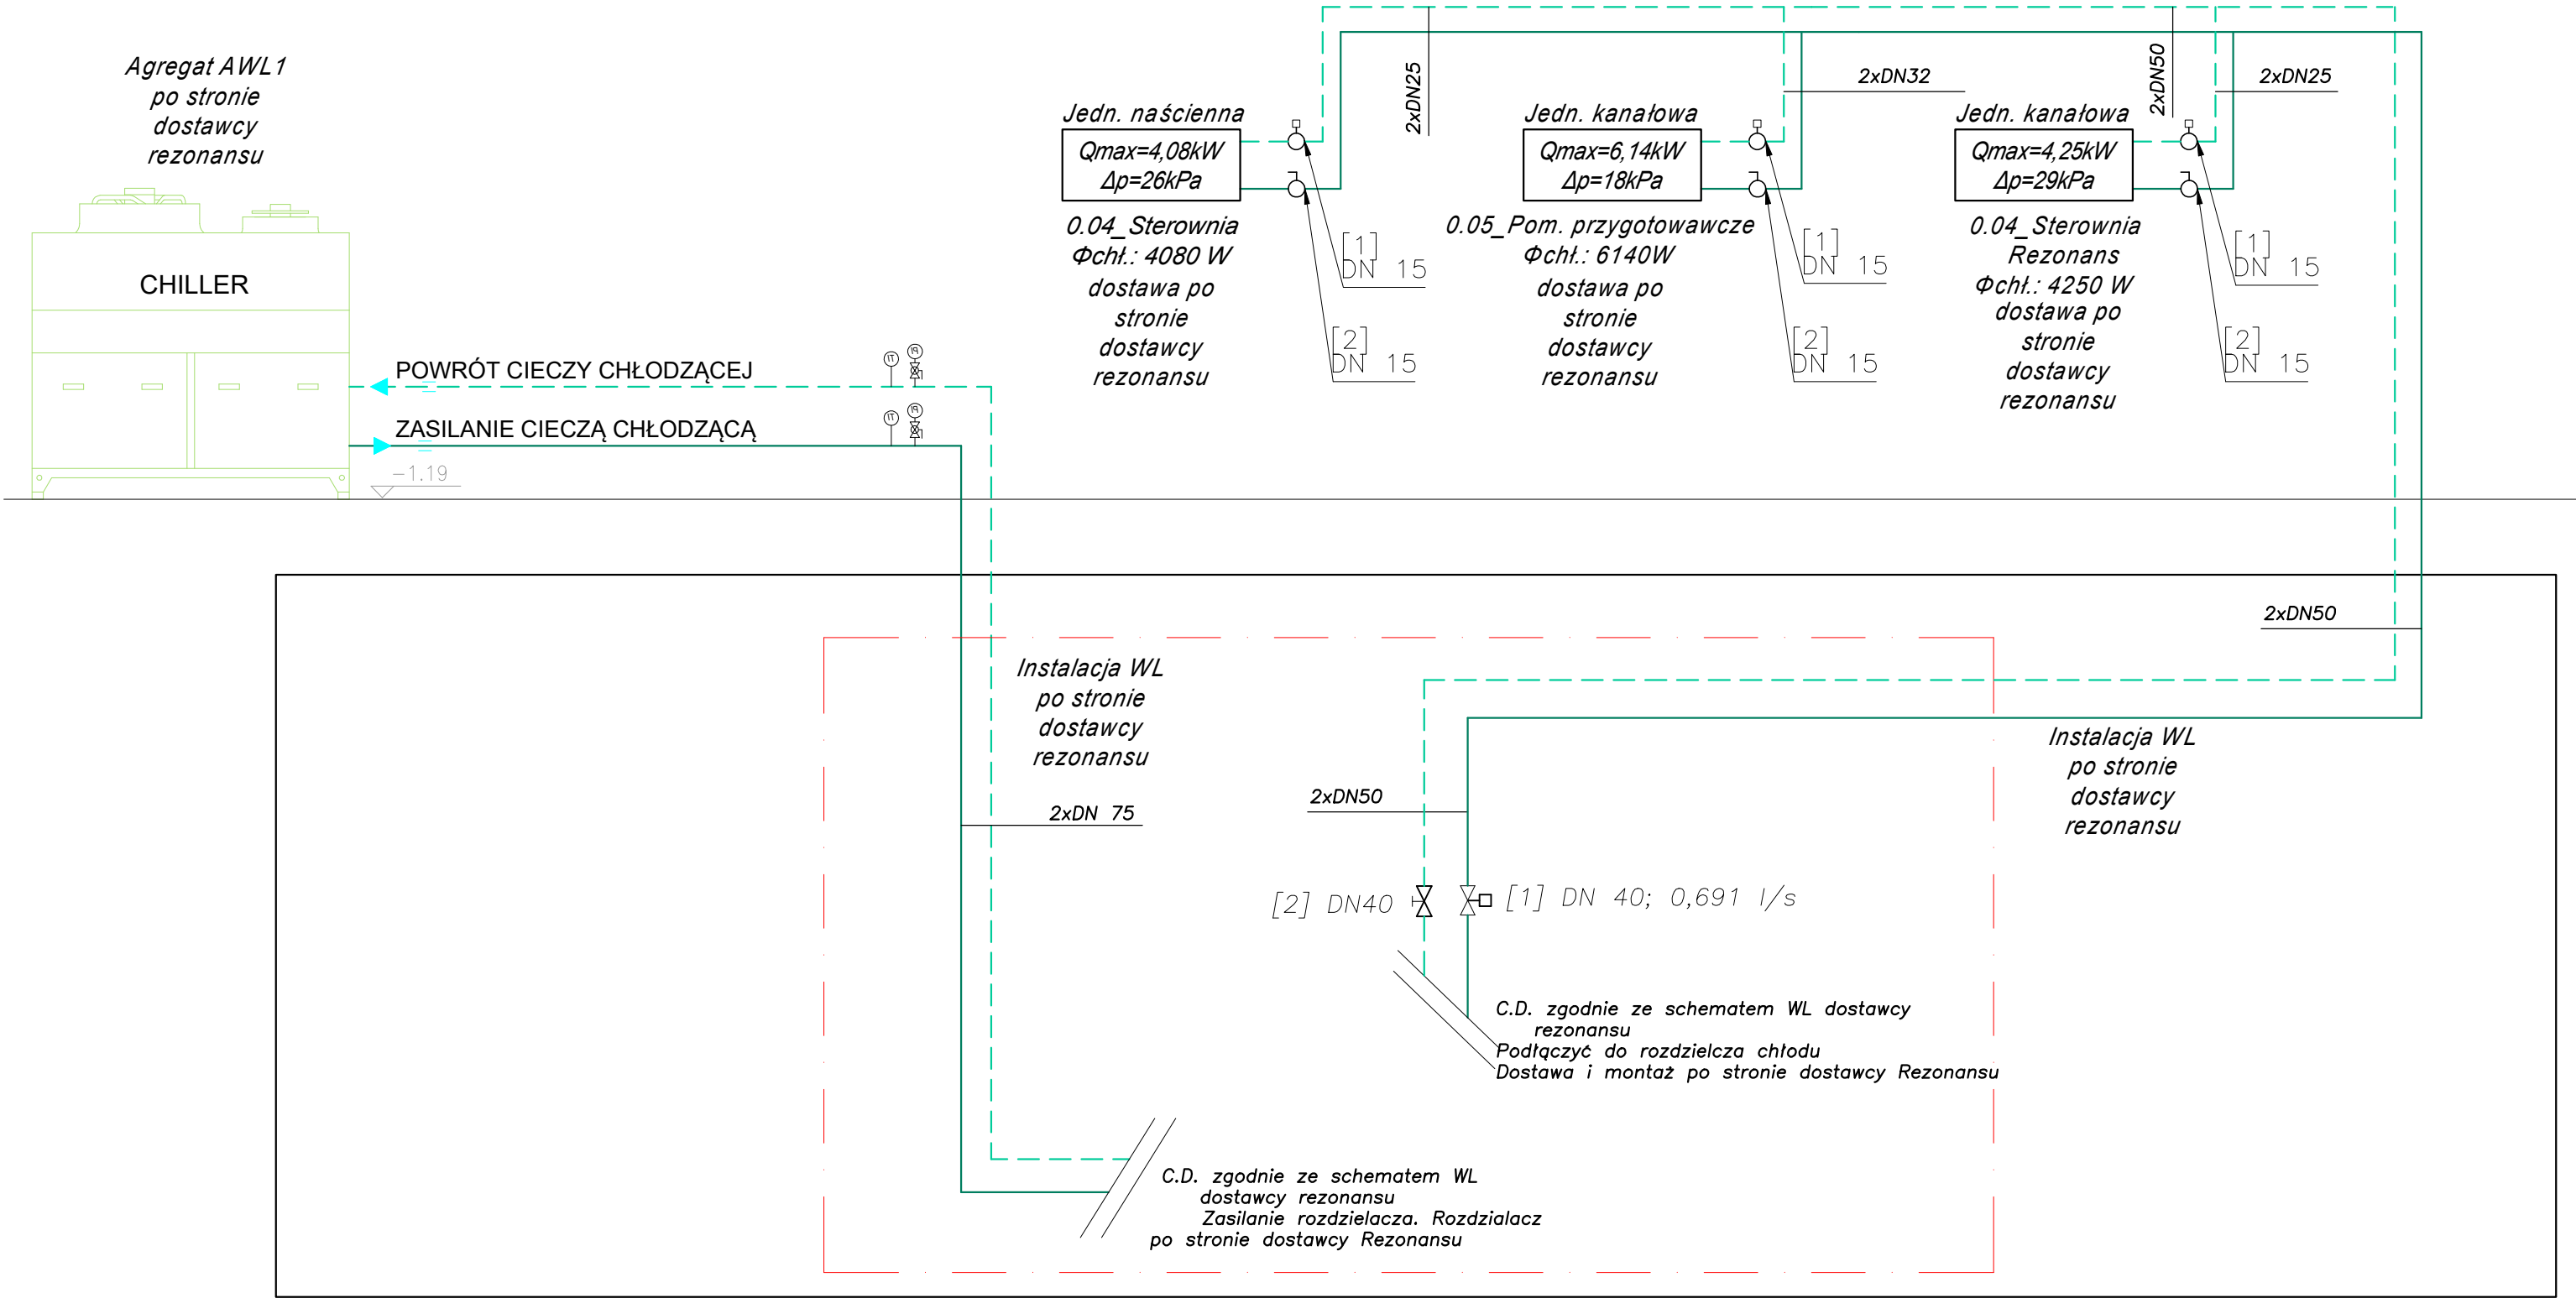 Agregat AWL1
po stronie
dostawcy
rezonansu
CHILLER
POWRÓT CIECZY CHŁODZĄCEJ
ZASILANIE CIECZĄ CHŁODZĄCĄ
-1.19
TI
PI
TI
PI
2xDN25
2xDN32
2xDN50
2xDN25
Jedn. naścienna
Qmax=4,08kW
Δp=26kPa
0.04_Sterownia
Φchł.: 4080 W
dostawa po
stronie
dostawcy
rezonansu
[1]
DN 15
[2]
DN 15
Jedn. kanałowa
Qmax=6,14kW
Δp=18kPa
0.05_Pom. przygotowawcze
Φchł.: 6140W
dostawa po
stronie
dostawcy
rezonansu
[1]
DN 15
[2]
DN 15
Jedn. kanałowa
Qmax=4,25kW
Δp=29kPa
0.04_Sterownia
Rezonans
Φchł.: 4250 W
dostawa po
stronie
dostawcy
rezonansu
[1]
DN 15
[2]
DN 15
2xDN50
Instalacja WL
po stronie
dostawcy
rezonansu
2xDN 75
2xDN50
Instalacja WL
po stronie
dostawcy
rezonansu
[2] DN40
[1] DN 40; 0,691 l/s
C.D. zgodnie ze schematem WL dostawcy
rezonansu
Podłączyć do rozdzielcza chłodu
Dostawa i montaż po stronie dostawcy Rezonansu
C.D. zgodnie ze schematem WL
dostawcy rezonansu
Zasilanie rozdzielacza. Rozdzialacz
po stronie dostawcy Rezonansu